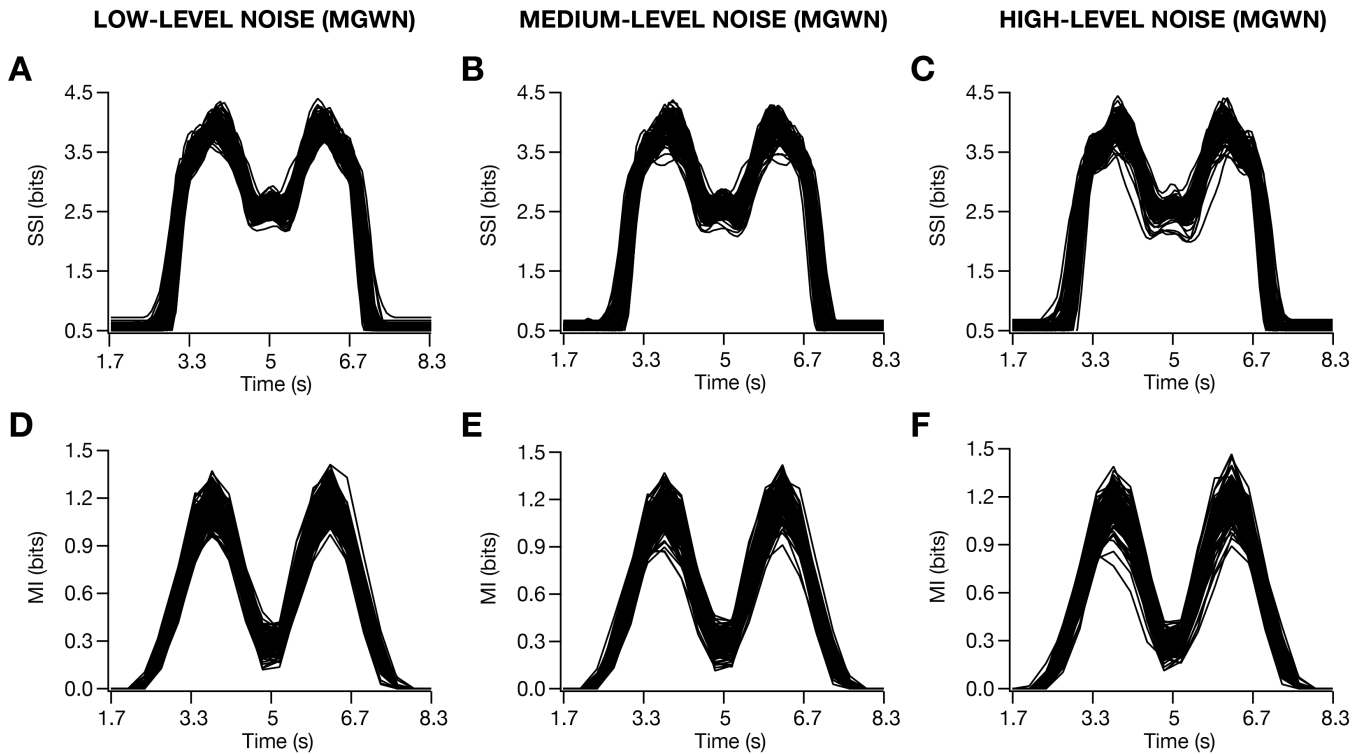 LOW-LEVEL NOISE (MGWN) MEDIUM-LEVEL NOISE (MGWN) HIGH-LEVEL NOISE (MGWN)
A
4.5
3.5
2.5
1.5
0.5
SSI (bits)
1.7 3.3 5 6.7 8.3
Time (s)
B
4.5
3.5
2.5
1.5
0.5
SSI (bits)
1.7 3.3 5 6.7 8.3
Time (s)
C
4.5
3.5
2.5
1.5
0.5
SSI (bits)
1.7 3.3 5 6.7 8.3
Time (s)
D
1.5
1.2
0.9
0.6
0.3
0.0
MI (bits)
1.7 3.3 5 6.7 8.3
Time (s)
E
1.5
1.2
0.9
0.6
0.3
0.0
MI (bits)
1.7 3.3 5 6.7 8.3
Time (s)
F
1.5
1.2
0.9
0.6
0.3
0.0
MI (bits)
1.7 3.3 5 6.7 8.3
Time (s)